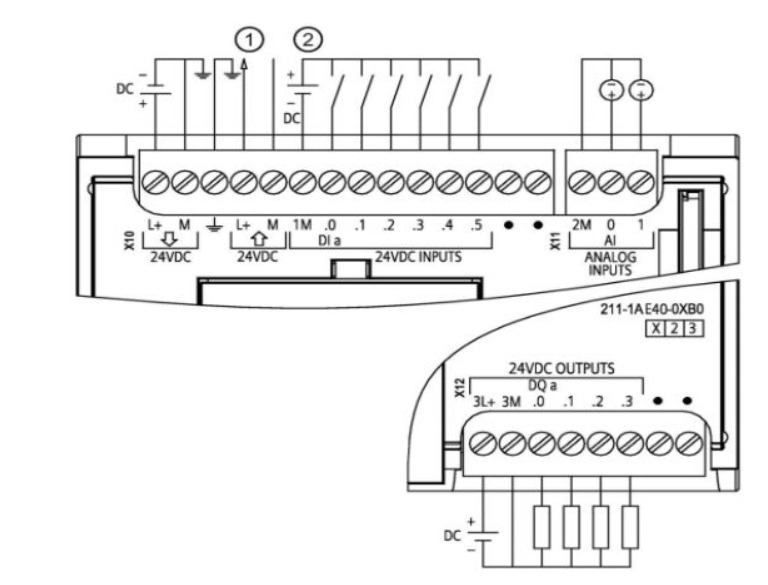 ① ②
DC - + + - DC - + - +
L+ M L+ M 1M .0 .1 .2 .3 .4 .5 ● ● 2M 0 1
X10 DI a X11 AI
24VDC 24VDC 24VDC INPUTS ANALOG
INPUTS
211-1AE40-0XB0
X 2 3
24VDC OUTPUTS
X12 DQ a
3L+ 3M .0 .1 .2 .3 ● ●
DC + -